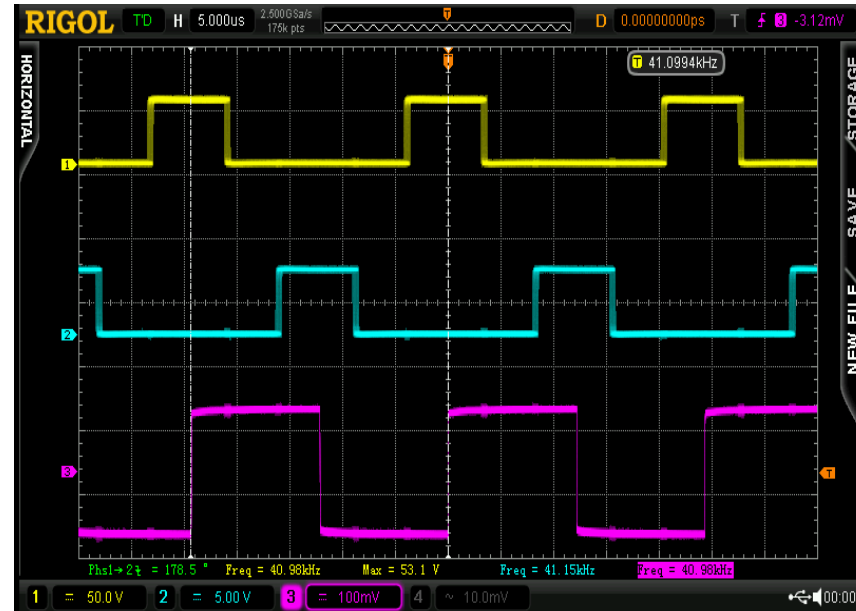 RIGOL T'D H 5.000us 2.500GSa/s 175k pts D 0.00000000ps T 3 -3.12mV
HORIZONTAL
T 41.0994kHz
STORAGE
SAVE
NEW FILE
1
2
3
T
Phs1→2 = 178.5 ° Freq = 40.98kHz Max = 53.1 V Freq = 41.15kHz Freq = 40.98kHz
1 = 50.0 V 2 = 5.00 V 3 = 100mV 4 ~ 10.0mV 00:00